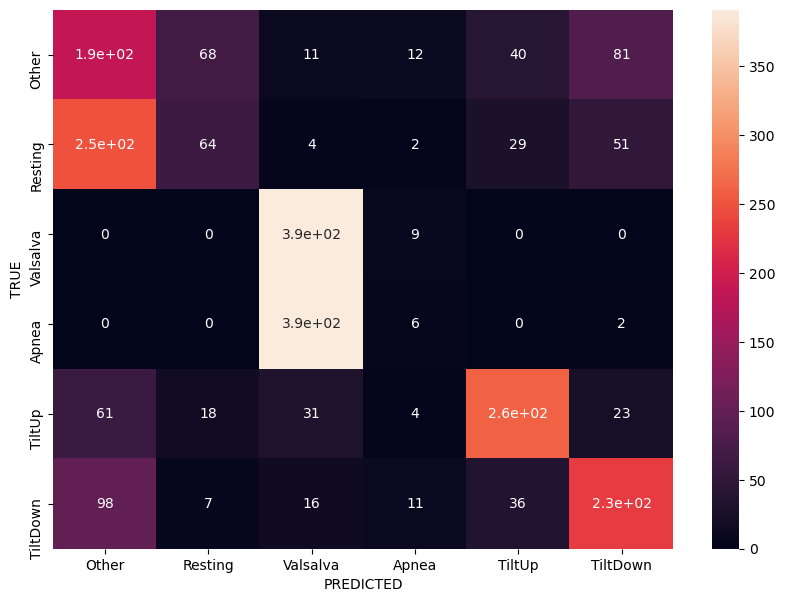 Other 1.9e+02 68 11 12 40 81
Resting 2.5e+02 64 4 2 29 51
Valsalva 0 0 3.9e+02 9 0 0
Apnea 0 0 3.9e+02 6 0 2
TiltUp 61 18 31 4 2.6e+02 23
TiltDown 98 7 16 11 36 2.3e+02
TRUE
Other Resting Valsalva Apnea TiltUp TiltDown
PREDICTED
350
300
250
200
150
100
50
0